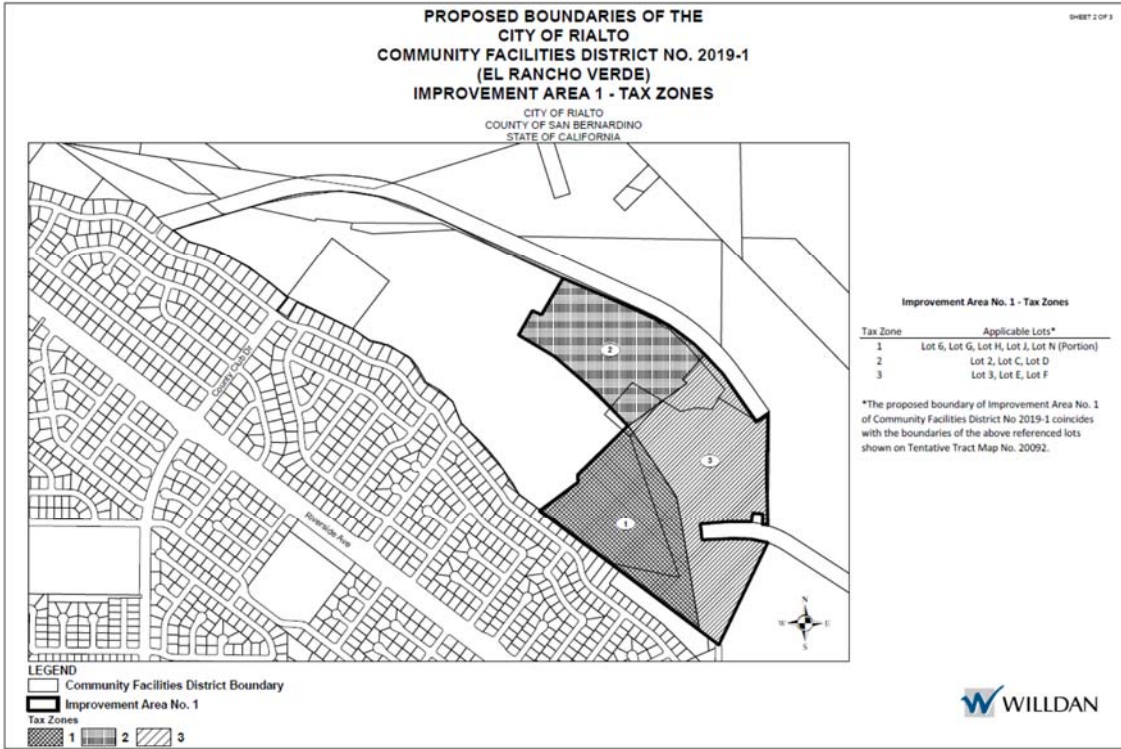 PROPOSED BOUNDARIES OF THE
CITY OF RIALTO
COMMUNITY FACILITIES DISTRICT NO. 2019-1
(EL RANCHO VERDE)
IMPROVEMENT AREA 1 - TAX ZONES
CITY OF RIALTO
COUNTY OF SAN BERNARDINO
STATE OF CALIFORNIA
SHEET 2 OF 3
County Club Dr
Riverside Ave
2
3
1
N
W E
S
Improvement Area No. 1 - Tax Zones
Tax Zone Applicable Lots*
1 Lot 6, Lot G, Lot H, Lot J, Lot N (Portion)
2 Lot 2, Lot C, Lot D
3 Lot 3, Lot E, Lot F
*The proposed boundary of Improvement Area No. 1
of Community Facilities District No 2019-1 coincides
with the boundaries of the above referenced lots
shown on Tentative Tract Map No. 20092.
LEGEND
Community Facilities District Boundary
Improvement Area No. 1
Tax Zones
1 2 3
WILLDAN